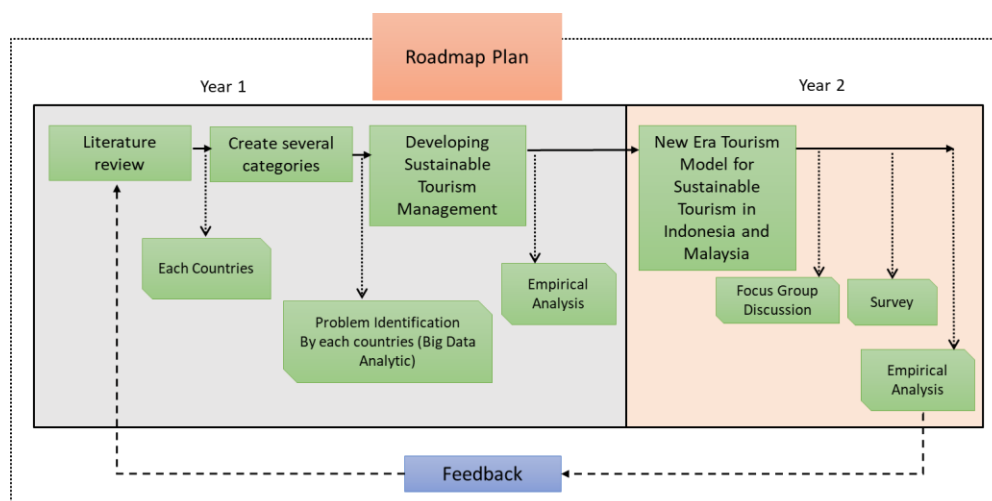 Roadmap Plan
Year 1
Year 2
Literature
review
Create several
categories
Developing
Sustainable
Tourism
Management
New Era Tourism
Model for
Sustainable
Tourism in
Indonesia and
Malaysia
Each Countries
Problem Identification
By each countries (Big Data
Analytic)
Empirical
Analysis
Focus Group
Discussion
Survey
Empirical
Analysis
Feedback